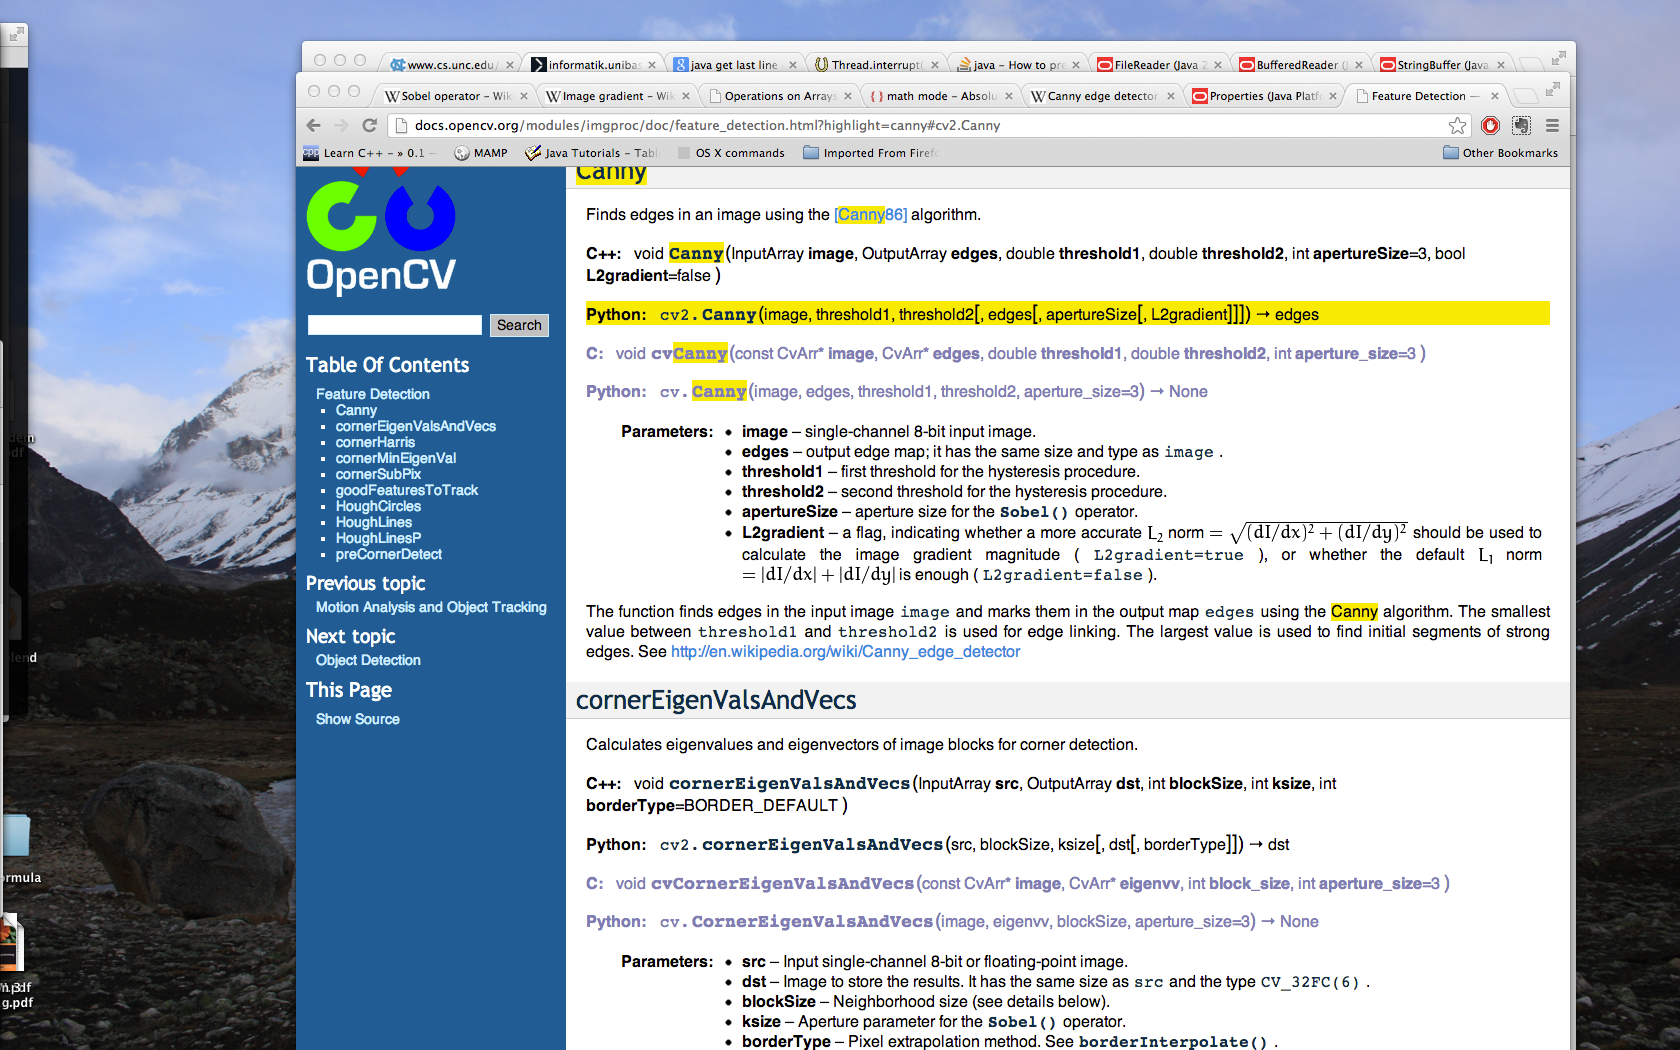 www.cs.unc.edu/
informatik.unibas
java get last line
Thread.interrupt(
java – How to pre
FileReader (Java 2
BufferedReader (J
StringBuffer (Java
Sobel operator – Wik
Image gradient – Wik
Operations on Arrays
{ } math mode – Absolu
Canny edge detector
Properties (Java Platf
Feature Detection —
docs.opencv.org/modules/imgproc/doc/feature_detection.html?highlight=canny#cv2.Canny
cpp Learn C++ – » 0.1 –
MAMP
Java Tutorials – Tabl
OS X commands
Imported From Firef
Other Bookmarks
OpenCV
Search
Table Of Contents
Feature Detection
Canny
cornerEigenValsAndVecs
cornerHarris
cornerMinEigenVal
cornerSubPix
goodFeaturesToTrack
HoughCircles
HoughLines
HoughLinesP
preCornerDetect
Previous topic
Motion Analysis and Object Tracking
Next topic
Object Detection
This Page
Show Source
Canny
Finds edges in an image using the [Canny86] algorithm.
C++: void Canny(InputArray image, OutputArray edges, double threshold1, double threshold2, int apertureSize=3, bool
L2gradient=false )
Python: cv2.Canny(image, threshold1, threshold2[, edges[, apertureSize[, L2gradient]]]) → edges
C: void cvCanny(const CvArr* image, CvArr* edges, double threshold1, double threshold2, int aperture_size=3 )
Python: cv.Canny(image, edges, threshold1, threshold2, aperture_size=3) → None
Parameters: • image – single-channel 8-bit input image.
• edges – output edge map; it has the same size and type as image .
• threshold1 – first threshold for the hysteresis procedure.
• threshold2 – second threshold for the hysteresis procedure.
• apertureSize – aperture size for the Sobel() operator.
• L2gradient – a flag, indicating whether a more accurate L₂ norm = √(dI/dx)² + (dI/dy)² should be used to
calculate the image gradient magnitude ( L2gradient=true ), or whether the default L₁ norm
= |dI/dx| + |dI/dy| is enough ( L2gradient=false ).
The function finds edges in the input image image and marks them in the output map edges using the Canny algorithm. The smallest
value between threshold1 and threshold2 is used for edge linking. The largest value is used to find initial segments of strong
edges. See http://en.wikipedia.org/wiki/Canny_edge_detector
cornerEigenValsAndVecs
Calculates eigenvalues and eigenvectors of image blocks for corner detection.
C++: void cornerEigenValsAndVecs(InputArray src, OutputArray dst, int blockSize, int ksize, int
borderType=BORDER_DEFAULT )
Python: cv2.cornerEigenValsAndVecs(src, blockSize, ksize[, dst[, borderType]]) → dst
C: void cvCornerEigenValsAndVecs(const CvArr* image, CvArr* eigenvv, int block_size, int aperture_size=3 )
Python: cv.CornerEigenValsAndVecs(image, eigenvv, blockSize, aperture_size=3) → None
Parameters: • src – Input single-channel 8-bit or floating-point image.
• dst – Image to store the results. It has the same size as src and the type CV_32FC(6) .
• blockSize – Neighborhood size (see details below).
• ksize – Aperture parameter for the Sobel() operator.
• borderType – Pixel extrapolation method. See borderInterpolate() .
dem
df
lend
ormula
g.pdf